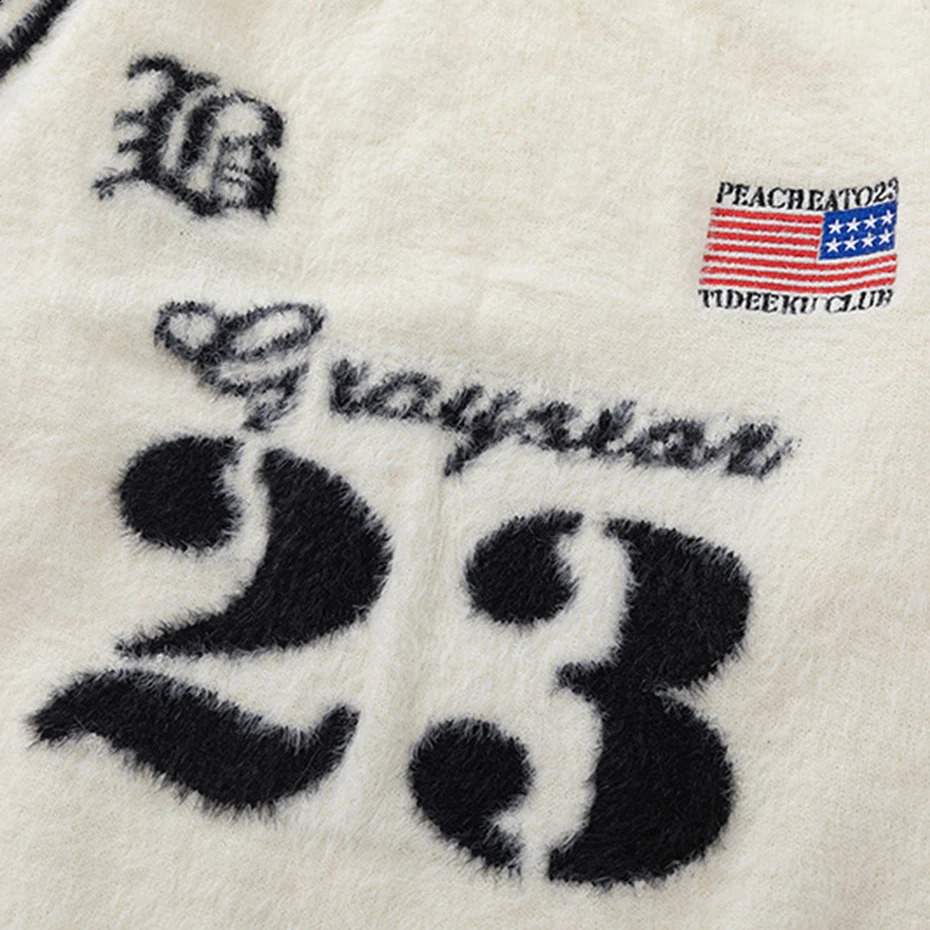 B
PEACHEATO23
TIDEEKU CLUB
23